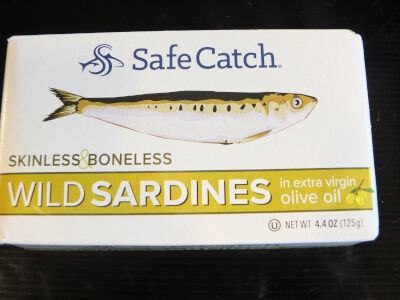 Safe Catch®
SKINLESS & BONELESS
WILD SARDINES in extra virgin olive oil
U NET WT 4.4 OZ (125g)